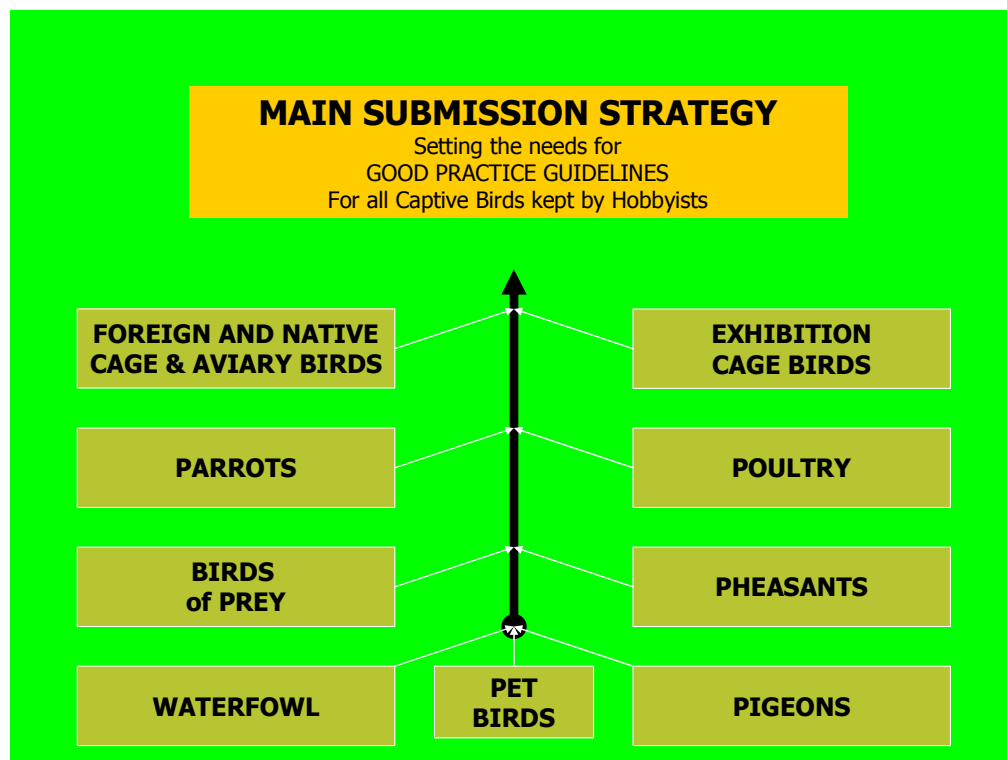 MAIN SUBMISSION STRATEGY
Setting the needs for
GOOD PRACTICE GUIDELINES
For all Captive Birds kept by Hobbyists
FOREIGN AND NATIVE
CAGE & AVIARY BIRDS
EXHIBITION
CAGE BIRDS
PARROTS
POULTRY
BIRDS
of PREY
PHEASANTS
WATERFOWL
PET
BIRDS
PIGEONS